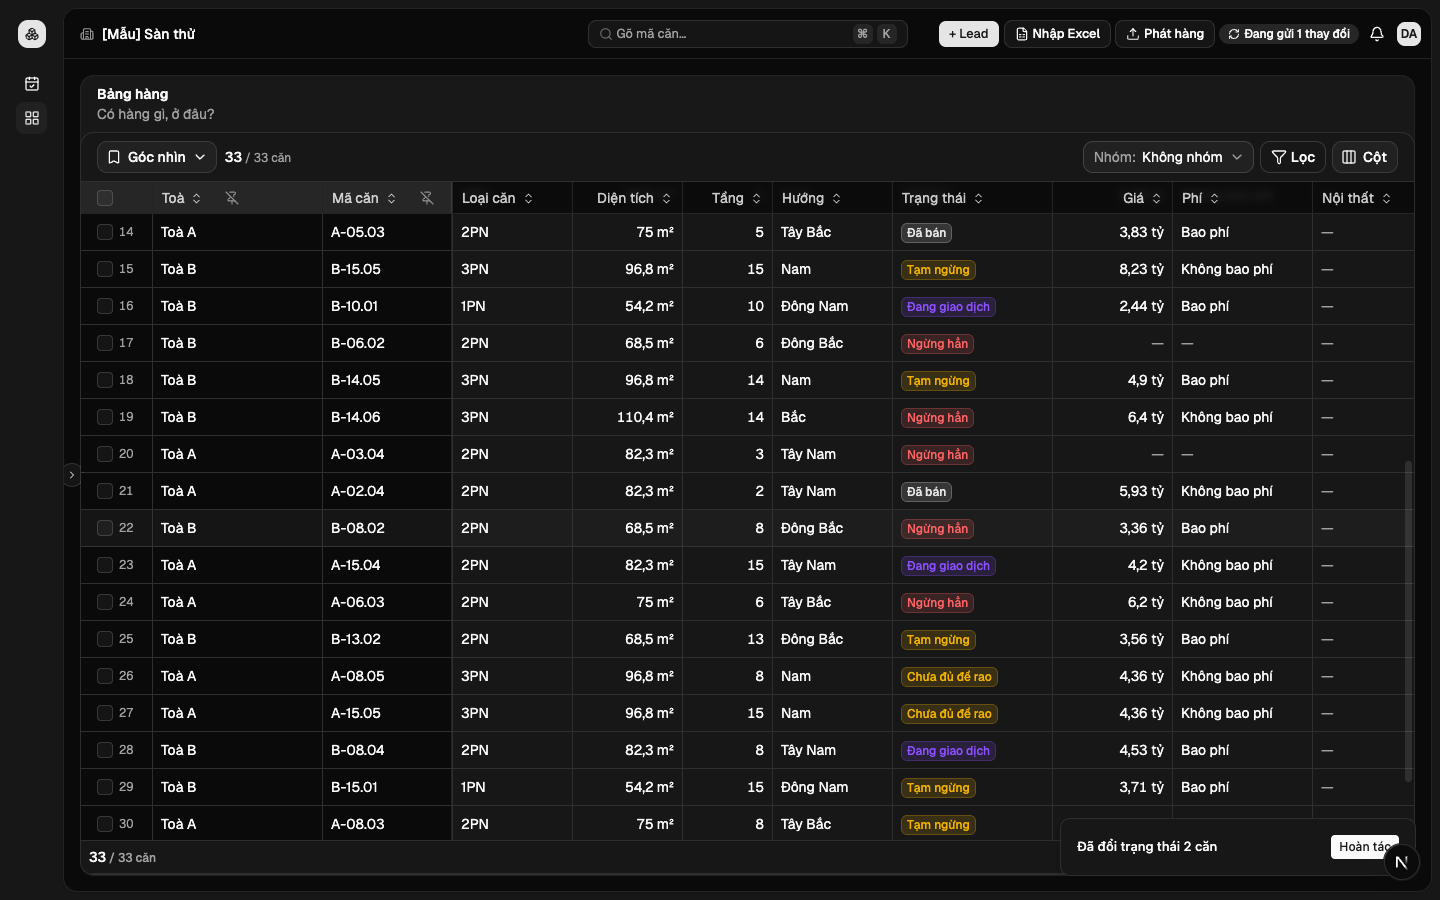 [Mẫu] Sàn thử
Gõ mã căn...
⌘ K
+ Lead
Nhập Excel
Phát hàng
Đang gửi 1 thay đổi
DA
Bảng hàng
Có hàng gì, ở đâu?
Góc nhìn
33 / 33 căn
Nhóm: Không nhóm
Lọc
Cột
Toà Mã căn Loại căn Diện tích Tầng Hướng Trạng thái Giá Phí Nội thất
14 Toà A A-05.03 2PN 75 m² 5 Tây Bắc Đã bán 3,83 tỷ Bao phí —
15 Toà B B-15.05 3PN 96,8 m² 15 Nam Tạm ngừng 8,23 tỷ Không bao phí —
16 Toà B B-10.01 1PN 54,2 m² 10 Đông Nam Đang giao dịch 2,44 tỷ Bao phí —
17 Toà B B-06.02 2PN 68,5 m² 6 Đông Bắc Ngừng hẳn — — —
18 Toà B B-14.05 3PN 96,8 m² 14 Nam Tạm ngừng 4,9 tỷ Bao phí —
19 Toà B B-14.06 3PN 110,4 m² 14 Bắc Ngừng hẳn 6,4 tỷ Không bao phí —
20 Toà A A-03.04 2PN 82,3 m² 3 Tây Nam Ngừng hẳn — — —
21 Toà A A-02.04 2PN 82,3 m² 2 Tây Nam Đã bán 5,93 tỷ Không bao phí —
22 Toà B B-08.02 2PN 68,5 m² 8 Đông Bắc Ngừng hẳn 3,36 tỷ Bao phí —
23 Toà A A-15.04 2PN 82,3 m² 15 Tây Nam Đang giao dịch 4,2 tỷ Không bao phí —
24 Toà A A-06.03 2PN 75 m² 6 Tây Bắc Ngừng hẳn 6,2 tỷ Không bao phí —
25 Toà B B-13.02 2PN 68,5 m² 13 Đông Bắc Tạm ngừng 3,56 tỷ Bao phí —
26 Toà A A-08.05 3PN 96,8 m² 8 Nam Chưa đủ để rao 4,36 tỷ Không bao phí —
27 Toà A A-15.05 3PN 96,8 m² 15 Nam Chưa đủ để rao 4,36 tỷ Không bao phí —
28 Toà B B-08.04 2PN 82,3 m² 8 Tây Nam Đang giao dịch 4,53 tỷ Bao phí —
29 Toà B B-15.01 1PN 54,2 m² 15 Đông Nam Tạm ngừng 3,71 tỷ Bao phí —
30 Toà A A-08.03 2PN 75 m² 8 Tây Bắc Tạm ngừng
33 / 33 căn
Đã đổi trạng thái 2 căn
Hoàn tác
N